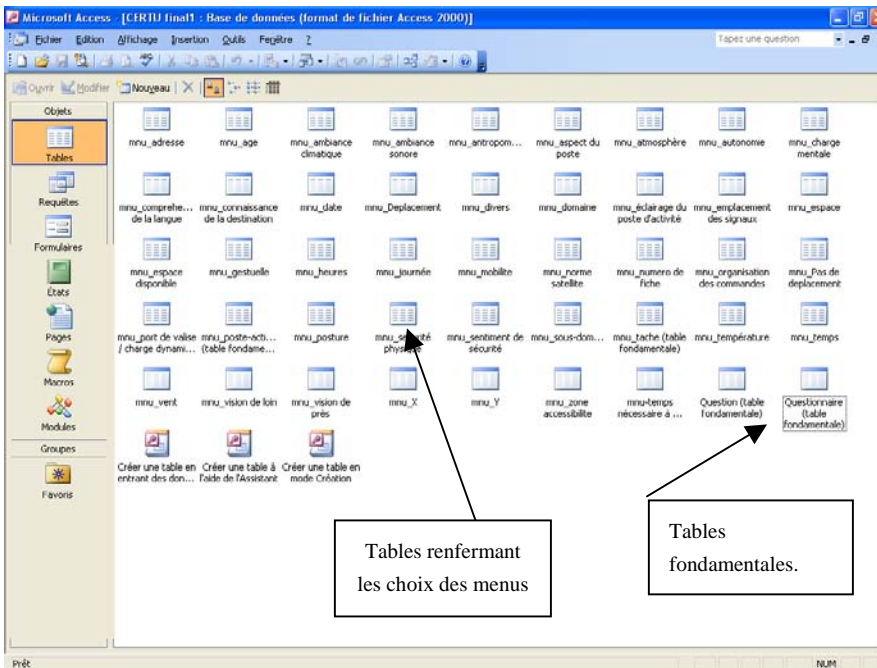 Microsoft Access - [CERTU final1 : Base de données (format de fichier Access 2000)]
Fichier Edition Affichage Insertion Outils Fenêtre ? Tapez une question
Ouvrir Modifier Nouveau
Objets
Tables
Requêtes
Formulaires
États
Pages
Macros
Modules
Groupes
Favoris
mnu_adresse
mnu_age
mnu_ambiance
climatique
mnu_ambiance
sonore
mnu_antropom...
mnu_aspect du
poste
mnu_atmosphère
mnu_autonomie
mnu_charge
mentale
mnu_comprehe...
de la langue
mnu_connaissance
de la destination
mnu_date
mnu_Deplacement
mnu_divers
mnu_domaine
mnu_éclairage du
poste d'activité
mnu_emplacement
des signaux
mnu_espace
mnu_espace
disponible
mnu_gestuelle
mnu_heures
mnu_journée
mnu_mobilite
mnu_norme
satellite
mnu_numero de
fiche
mnu_organisation
des commandes
mnu_Pas de
deplacement
mnu_port de valise
/ charge dynami...
mnu_poste-acti...
(table fondame...
mnu_posture
mnu_sécurité
physique
mnu_sentiment de
sécurité
mnu_sous-dom...
mnu_tache (table
fondamentale)
mnu_température
mnu_temps
mnu_vent
mnu_vision de loin
mnu_vision de
près
mnu_X
mnu_Y
mnu_zone
accessibilite
mnu-temps
nécessaire à ...
Question (table
fondamentale)
Questionnaire
(table
fondamentale)
Créer une table en
entrant des don...
Créer une table à
l'aide de l'Assistant
Créer une table en
mode Création
Tables renfermant
les choix des menus
Tables
fondamentales.
Prêt
NUM